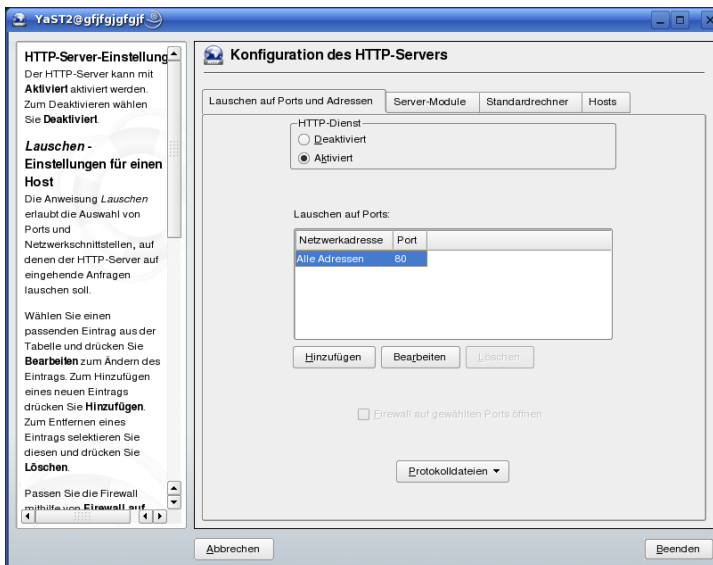 YaST2@gfjfgjgfgjf
HTTP-Server-Einstellung
Der HTTP-Server kann mit
Aktiviert aktiviert werden.
Zum Deaktivieren wählen
Sie Deaktiviert.
Lauschen -
Einstellungen für einen
Host
Die Anweisung Lauschen
erlaubt die Auswahl von
Ports und
Netzwerkschnittstellen, auf
denen der HTTP-Server auf
eingehende Anfragen
lauschen soll.
Wählen Sie einen
passenden Eintrag aus der
Tabelle und drücken Sie
Bearbeiten zum Ändern des
Eintrags. Zum Hinzufügen
eines neuen Eintrags
drücken Sie Hinzufügen.
Zum Entfernen eines
Eintrags selektieren Sie
diesen und drücken Sie
Löschen.
Passen Sie die Firewall
mithilfe von Firewall auf
Konfiguration des HTTP-Servers
Lauschen auf Ports und Adressen Server-Module Standardrechner Hosts
HTTP-Dienst
Deaktiviert
Aktiviert
Lauschen auf Ports:
Netzwerkadresse Port
Alle Adressen 80
Hinzufügen Bearbeiten Löschen
Firewall auf gewählten Ports öffnen
Protokolldateien
Abbrechen Beenden